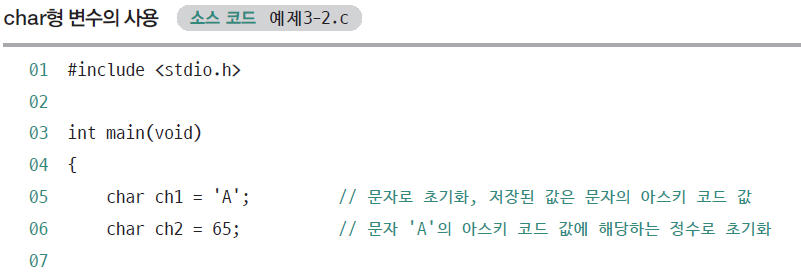 char형 변수의 사용 소스 코드 예제3-2.c
01 #include <stdio.h>
02
03 int main(void)
04 {
05 char ch1 = 'A'; // 문자로 초기화, 저장된 값은 문자의 아스키 코드 값
06 char ch2 = 65; // 문자 'A'의 아스키 코드 값에 해당하는 정수로 초기화
07